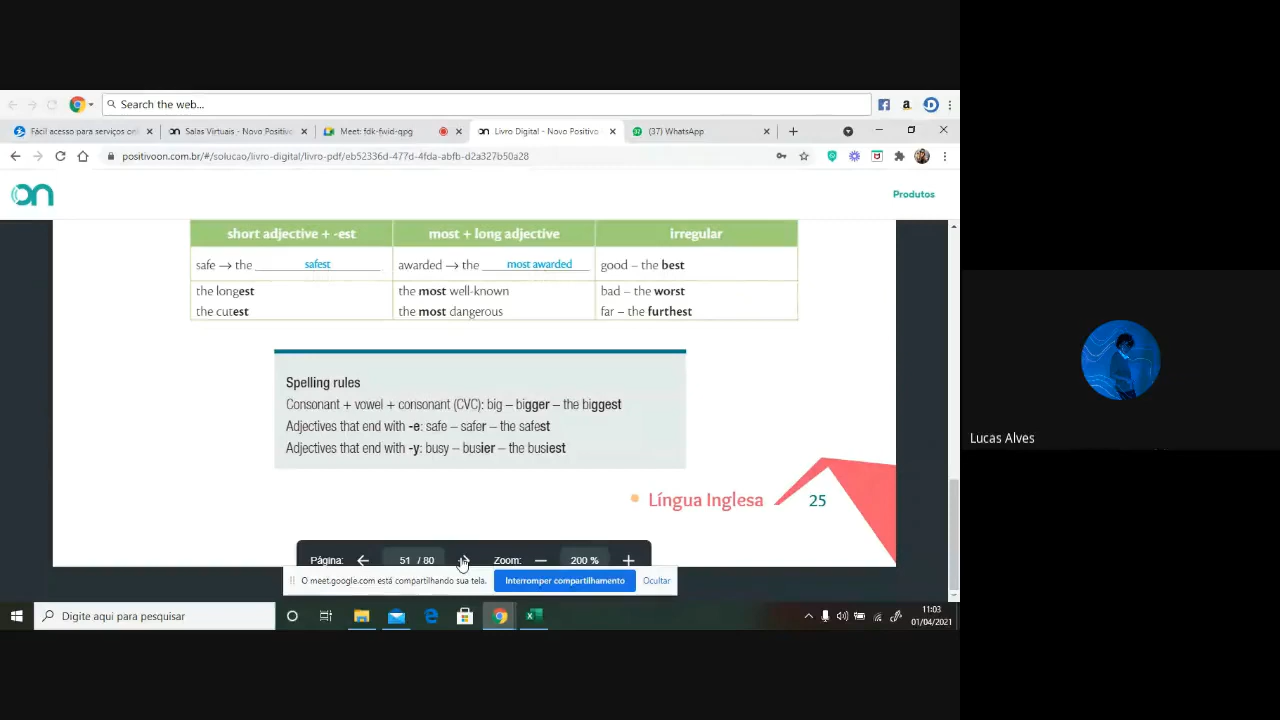 Search the web...
Fácil acesso para serviços onl
Salas Virtuais - Novo Positivo
Meet: fdk-fwid-qpg
Livro Digital - Novo Positivo
(37) WhatsApp
positivoon.com.br/#/solucao/livro-digital/livro-pdf/eb52336d-477d-4fda-abfb-d2a327b50a28
on
Produtos
short adjective + -est most + long adjective irregular
safe → the safest awarded → the most awarded good – the best
the longest the most well-known bad – the worst
the cutest the most dangerous far – the furthest
Spelling rules
Consonant + vowel + consonant (CVC): big – bigger – the biggest
Adjectives that end with -e: safe – safer – the safest
Adjectives that end with -y: busy – busier – the busiest
Lucas Alves
Língua Inglesa 25
Página: 51 / 80 Zoom: 200 %
O meet.google.com está compartilhando sua tela. Interromper compartilhamento Ocultar
Digite aqui para pesquisar
11:03
01/04/2021